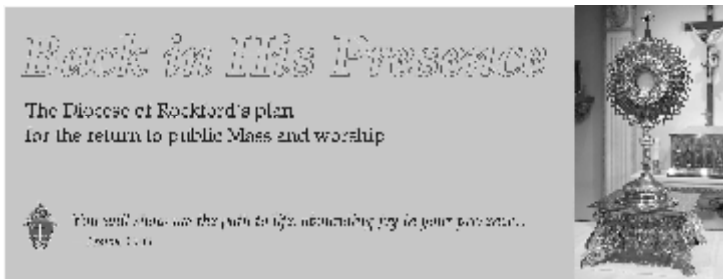 Back in His Presence
The Diocese of Rockford's plan
for the return to public Mass and worship
You will show me the path to life, abounding joy in your presence...